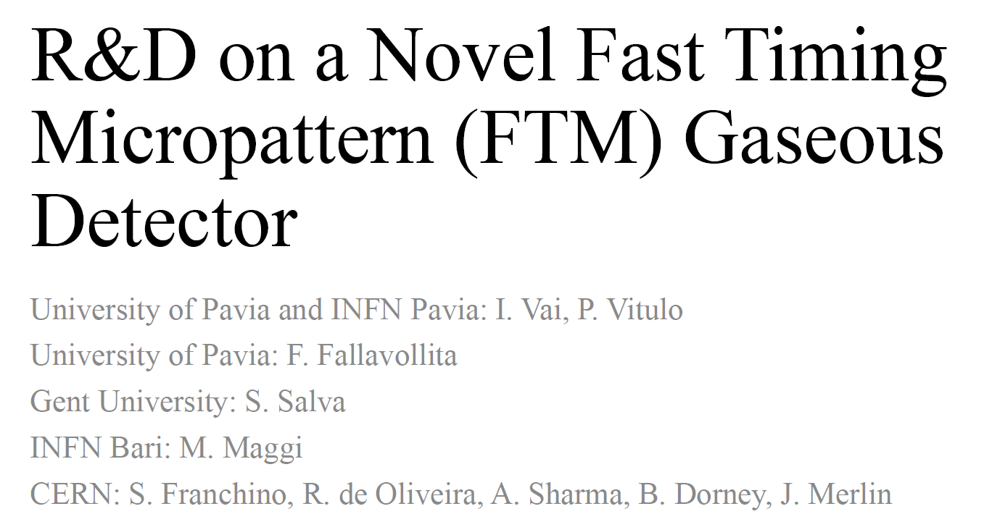 R&D on a Novel Fast Timing
Micropattern (FTM) Gaseous
Detector
University of Pavia and INFN Pavia: I. Vai, P. Vitulo
University of Pavia: F. Fallavollita
Gent University: S. Salva
INFN Bari: M. Maggi
CERN: S. Franchino, R. de Oliveira, A. Sharma, B. Dorney, J. Merlin